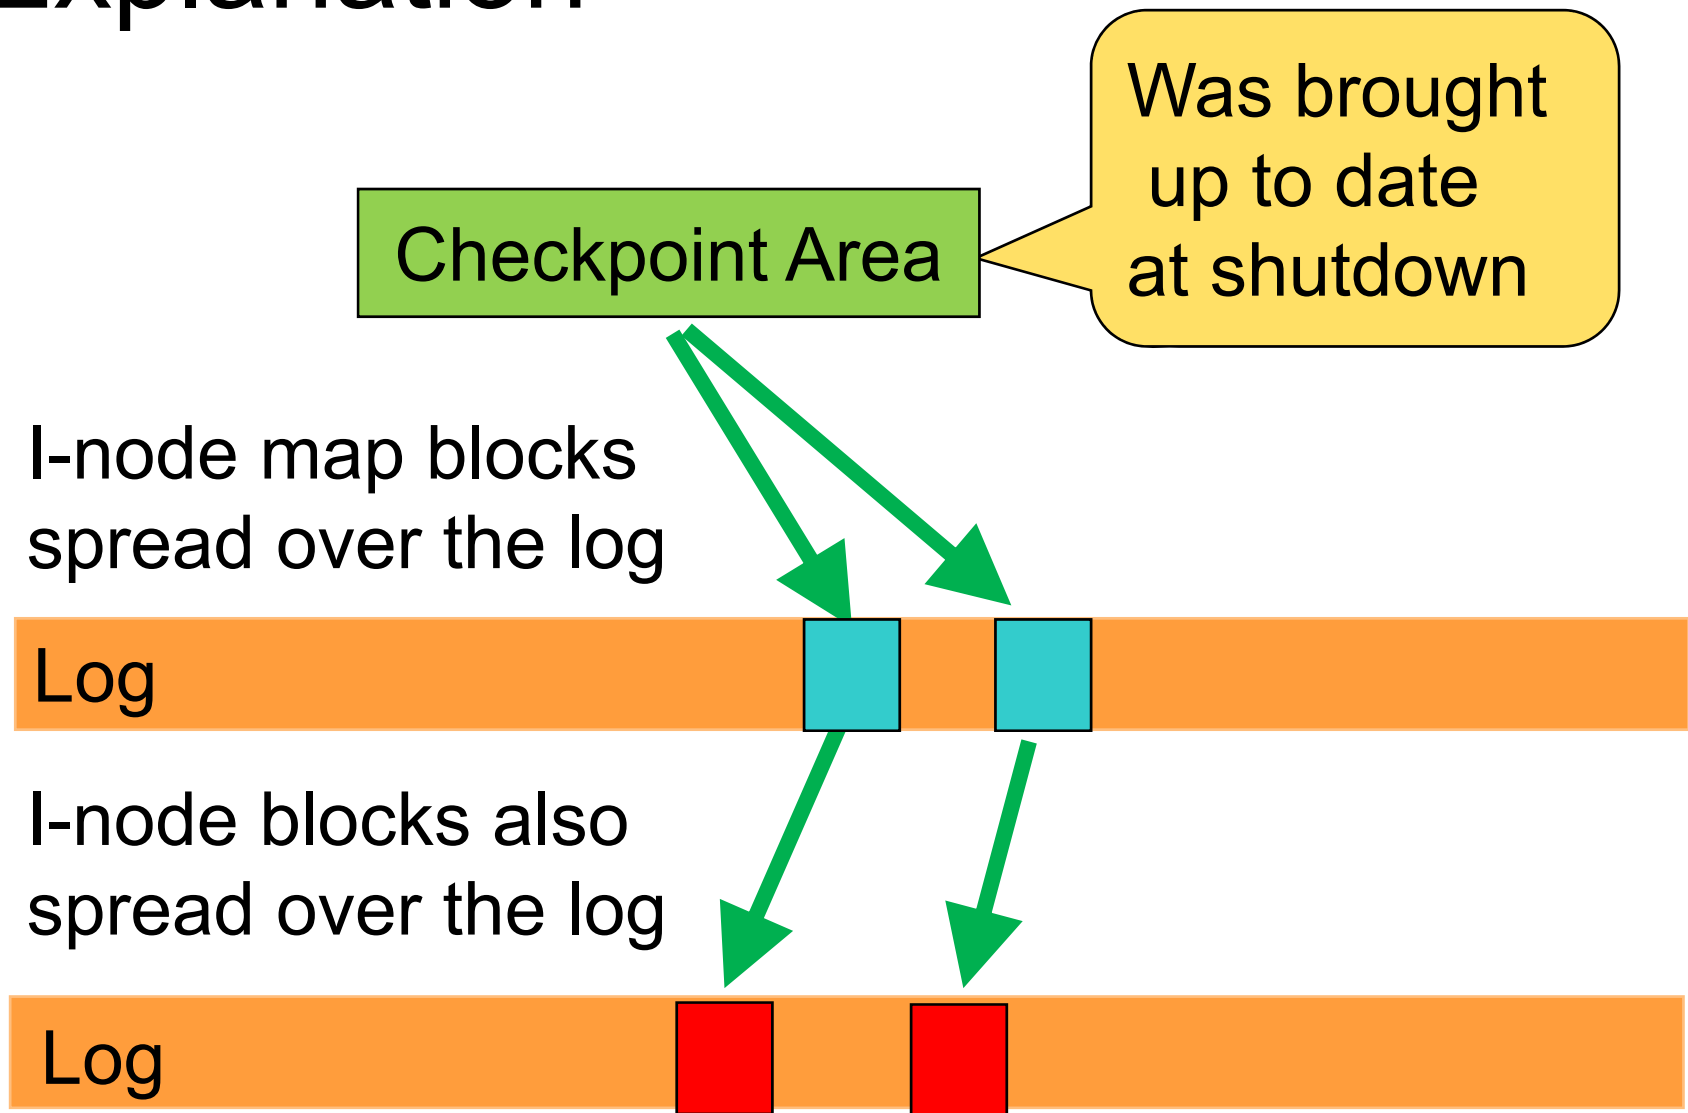 Explanation
Was brought
up to date
at shutdown
Checkpoint Area
I-node map blocks
spread over the log
Log
I-node blocks also
spread over the log
Log